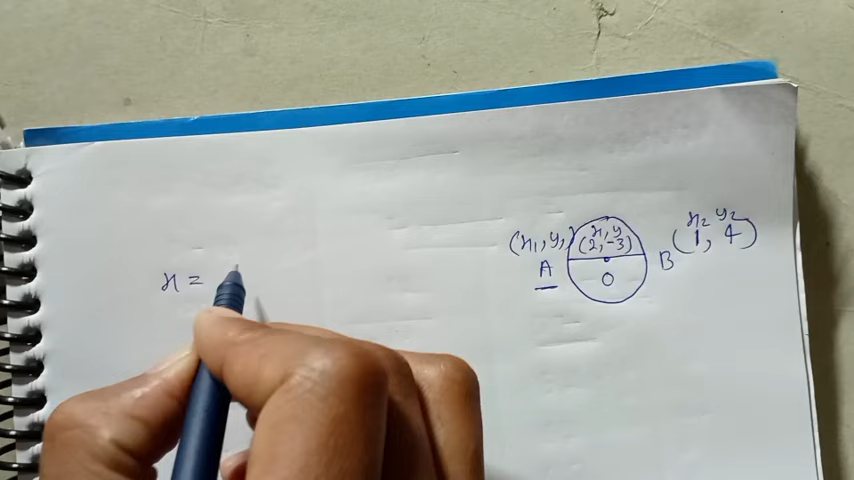 x₂ y₂
(x₁, y₁) x, y (1, 4)
(2, -3)
A B
O
x =